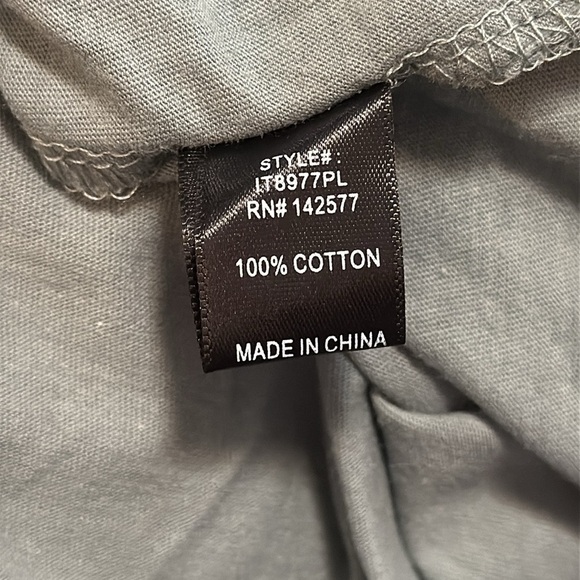 STYLE# :
IT8977PL
RN# 142577
100% COTTON
MADE IN CHINA